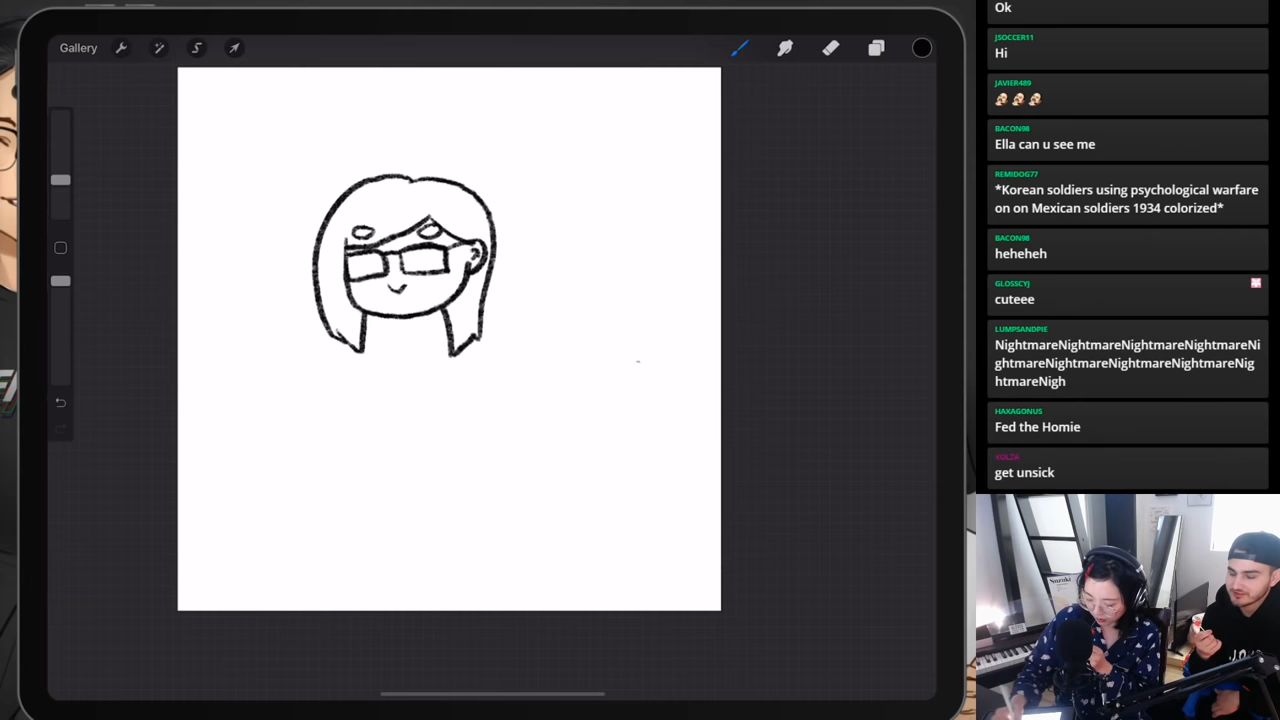 Gallery
Ok
JSOCCER11
Hi
JAVIER489
BACON98
Ella can u see me
REMIDOG77
*Korean soldiers using psychological warfare
on on Mexican soldiers 1934 colorized*
BACON98
heheheh
GLOSSCYJ
cuteee
LUMPSANDPIE
NightmareNightmareNightmareNightmareNi
ghtmareNightmareNightmareNightmareNig
htmareNigh
HAXAGONUS
Fed the Homie
get unsick
Suzuki